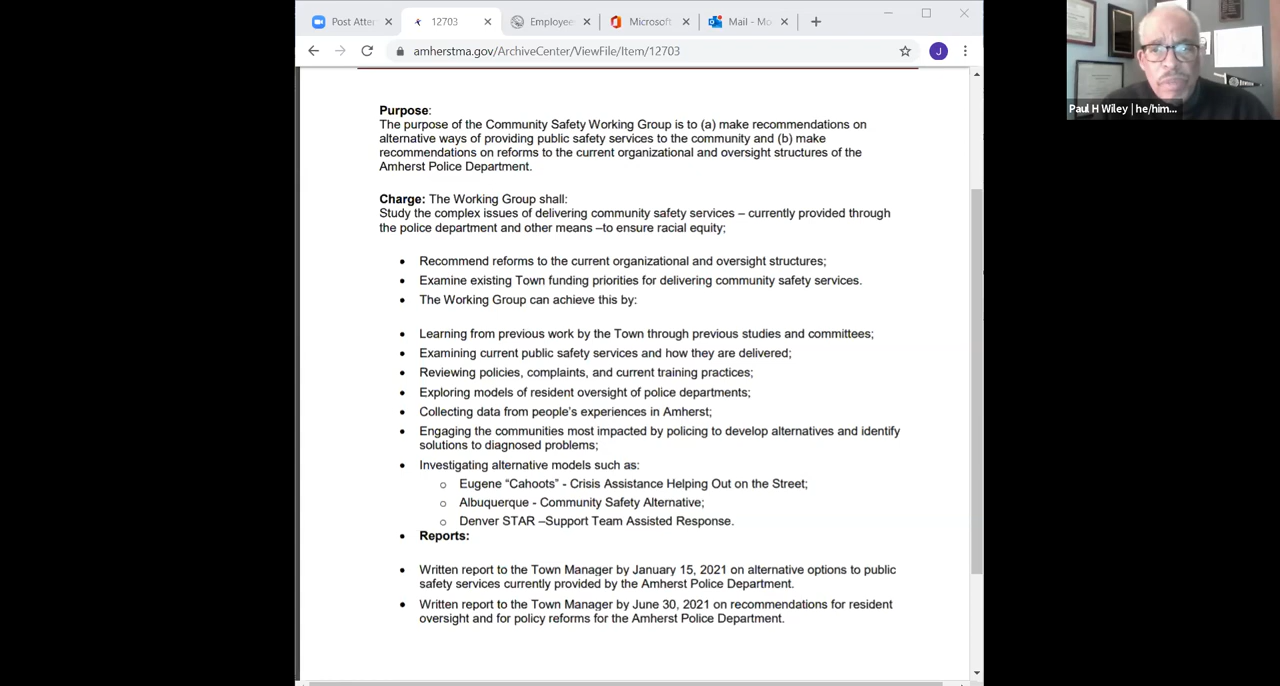 Post Atte
12703
Employee
Microsoft
Mail - Mo
amherstma.gov/ArchiveCenter/ViewFile/Item/12703
J
Paul H Wiley | he/him...
Purpose:
The purpose of the Community Safety Working Group is to (a) make recommendations on
alternative ways of providing public safety services to the community and (b) make
recommendations on reforms to the current organizational and oversight structures of the
Amherst Police Department.
Charge: The Working Group shall:
Study the complex issues of delivering community safety services – currently provided through
the police department and other means –to ensure racial equity;
• Recommend reforms to the current organizational and oversight structures;
• Examine existing Town funding priorities for delivering community safety services.
• The Working Group can achieve this by:
• Learning from previous work by the Town through previous studies and committees;
• Examining current public safety services and how they are delivered;
• Reviewing policies, complaints, and current training practices;
• Exploring models of resident oversight of police departments;
• Collecting data from people's experiences in Amherst;
• Engaging the communities most impacted by policing to develop alternatives and identify
solutions to diagnosed problems;
• Investigating alternative models such as:
o Eugene “Cahoots” - Crisis Assistance Helping Out on the Street;
o Albuquerque - Community Safety Alternative;
o Denver STAR –Support Team Assisted Response.
• Reports:
• Written report to the Town Manager by January 15, 2021 on alternative options to public
safety services currently provided by the Amherst Police Department.
• Written report to the Town Manager by June 30, 2021 on recommendations for resident
oversight and for policy reforms for the Amherst Police Department.